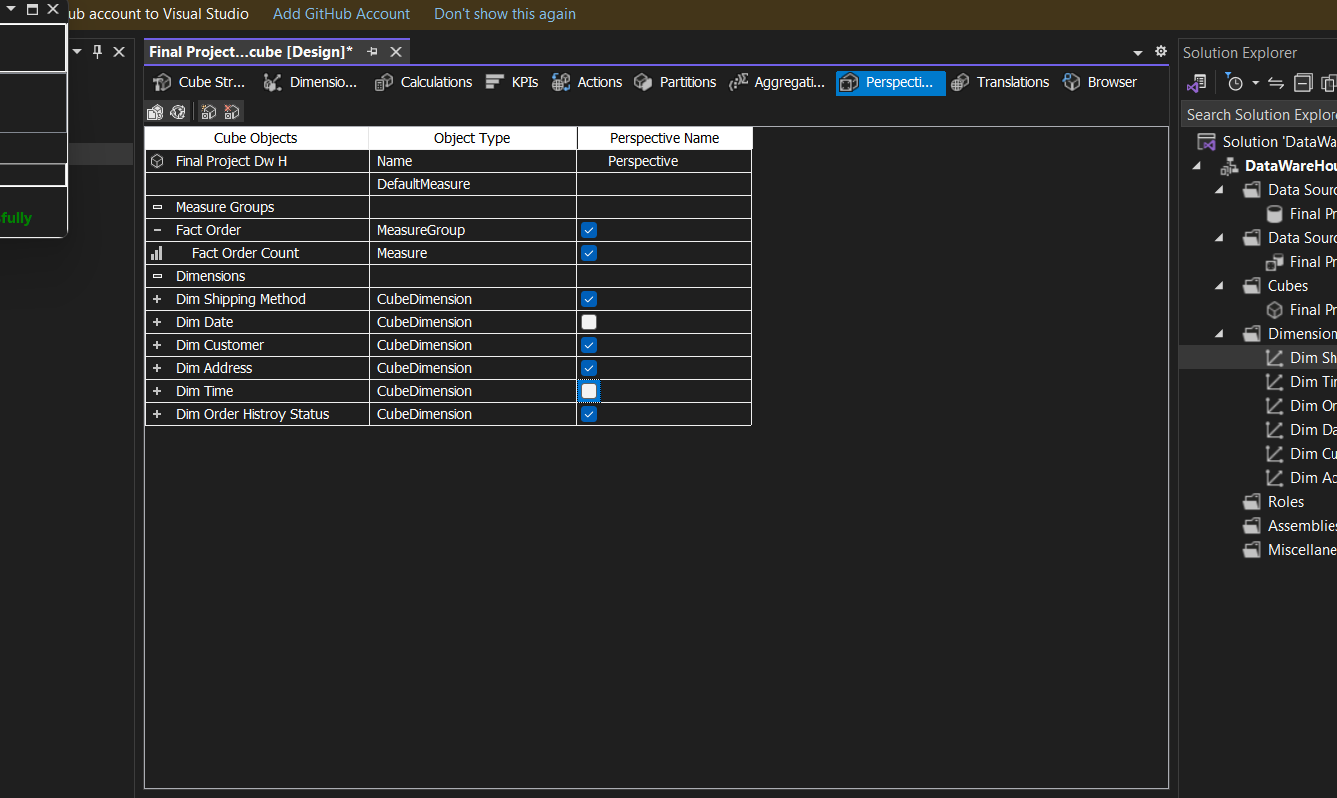 ub account to Visual Studio Add GitHub Account Don't show this again
Final Project...cube [Design]*
Cube Str... Dimensio... Calculations KPIs Actions Partitions Aggregati... Perspecti... Translations Browser
Cube Objects Object Type Perspective Name
Final Project Dw H Name Perspective
DefaultMeasure
Measure Groups
Fact Order MeasureGroup
Fact Order Count Measure
Dimensions
Dim Shipping Method CubeDimension
Dim Date CubeDimension
Dim Customer CubeDimension
Dim Address CubeDimension
Dim Time CubeDimension
Dim Order Histroy Status CubeDimension
sfully
Solution Explorer
Search Solution Explore
Solution 'DataWa
DataWareHou
Data Sourc
Final Pr
Data Sourc
Final Pr
Cubes
Final Pr
Dimension
Dim Sh
Dim Tir
Dim Or
Dim Da
Dim Cu
Dim Ac
Roles
Assemblies
Miscellane